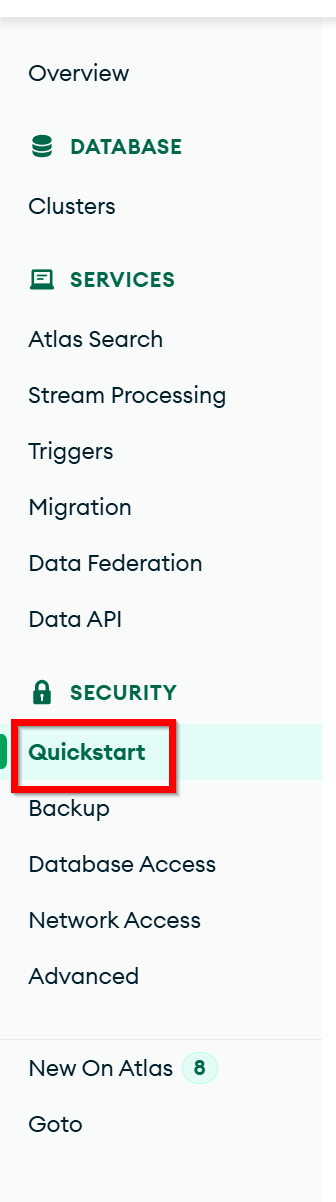 Overview
DATABASE
Clusters
SERVICES
Atlas Search
Stream Processing
Triggers
Migration
Data Federation
Data API
SECURITY
Quickstart
Backup
Database Access
Network Access
Advanced
New On Atlas 8
Goto